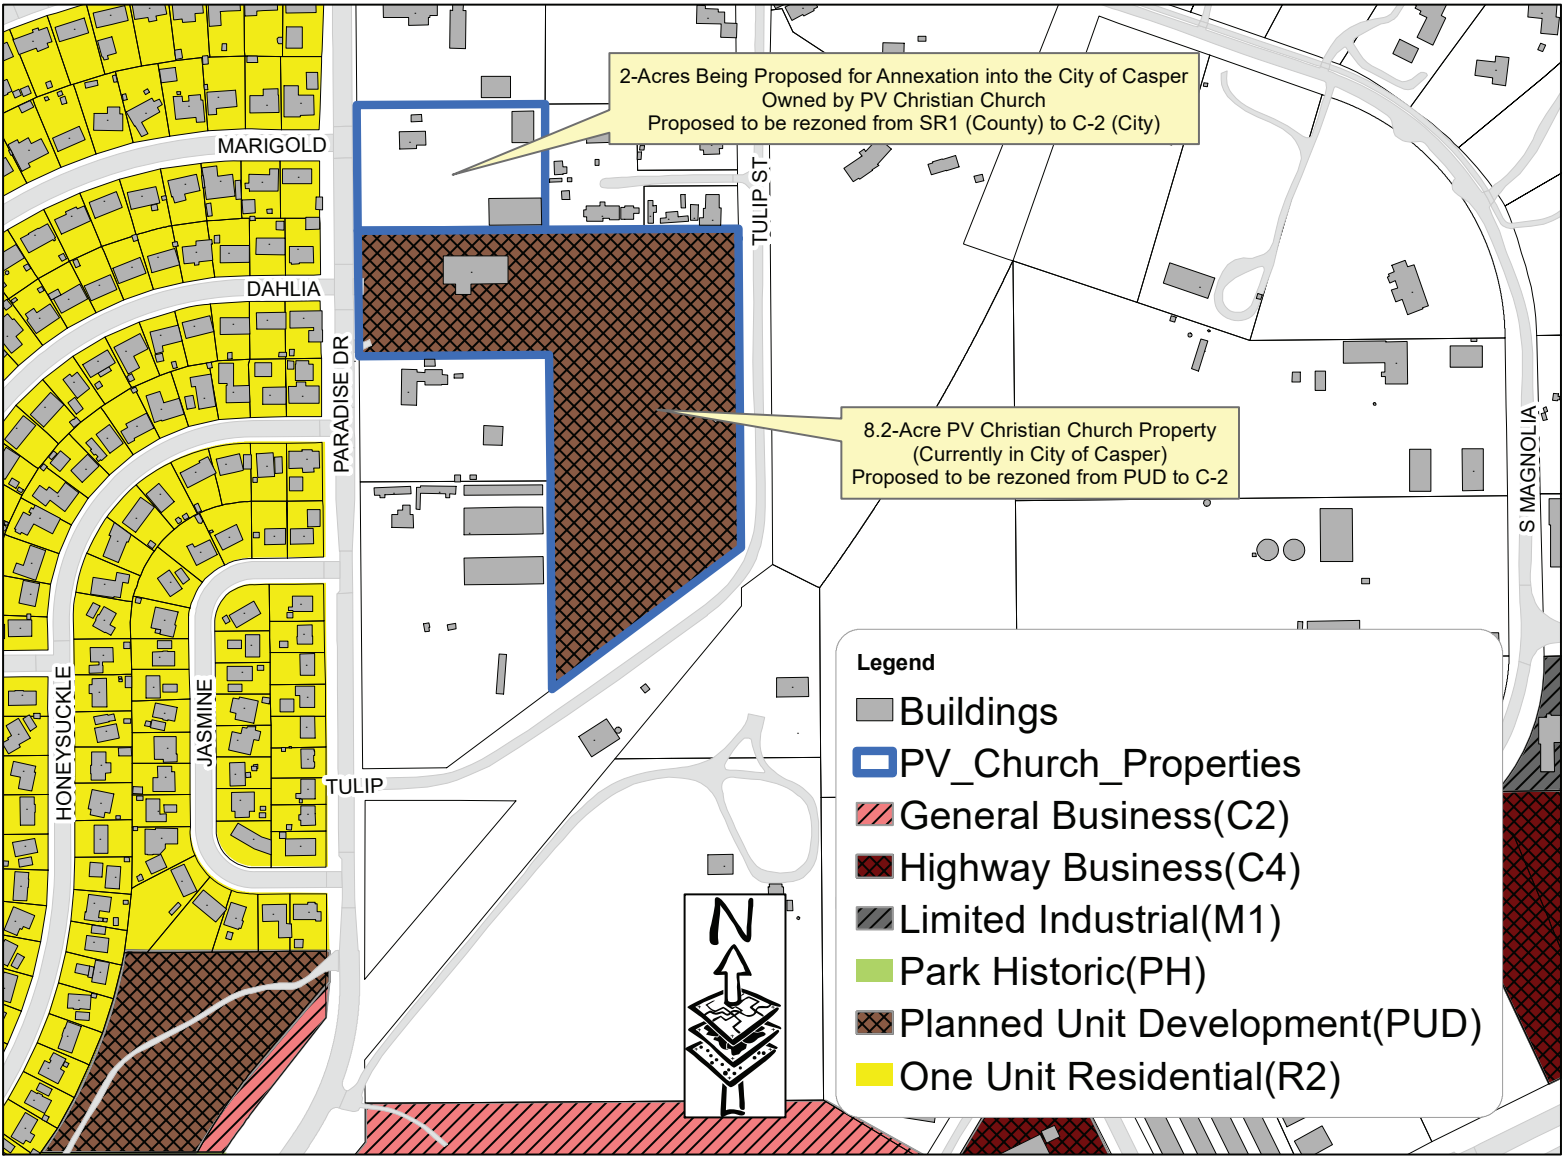 2-Acres Being Proposed for Annexation into the City of Casper
Owned by PV Christian Church
Proposed to be rezoned from SR1 (County) to C-2 (City)
MARIGOLD
TULIP ST
DAHLIA
PARADISE DR
8.2-Acre PV Christian Church Property
(Currently in City of Casper)
Proposed to be rezoned from PUD to C-2
S MAGNOLIA
HONEYSUCKLE
JASMINE
TULIP
Legend
Buildings
PV_Church_Properties
General Business(C2)
Highway Business(C4)
Limited Industrial(M1)
Park Historic(PH)
Planned Unit Development(PUD)
One Unit Residential(R2)
N